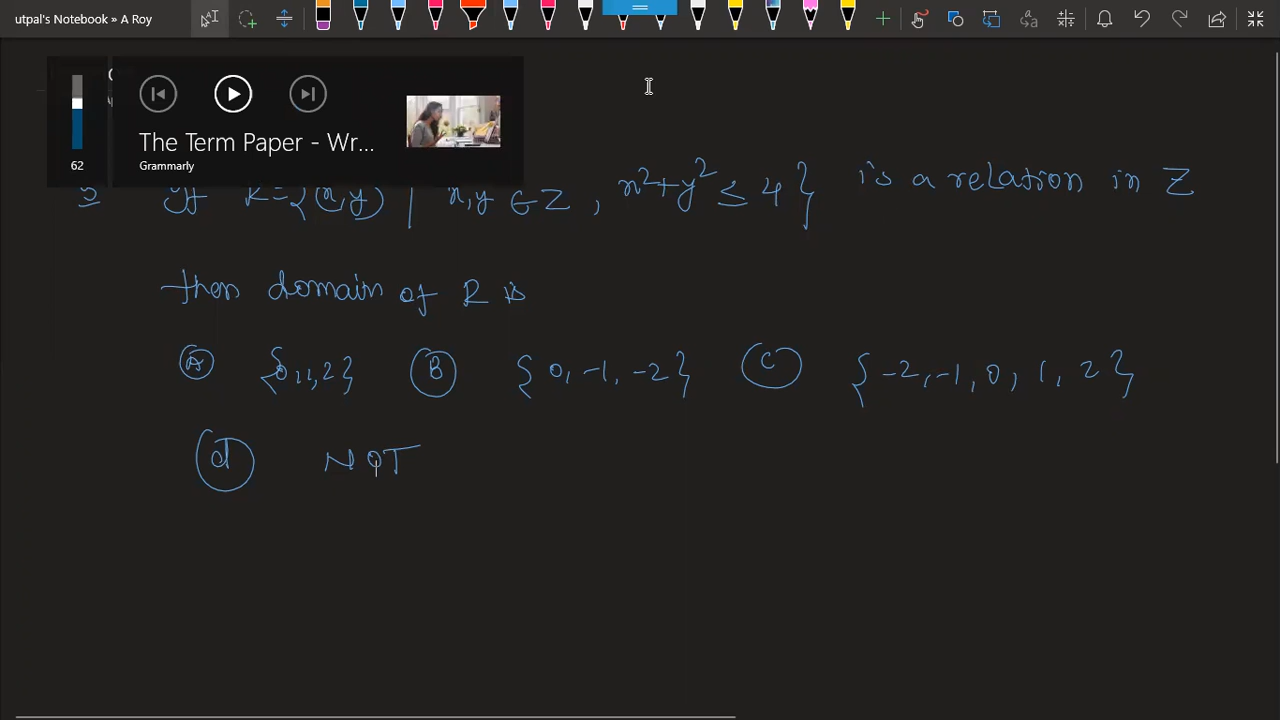 utpal's Notebook » A Roy
The Term Paper - Wr...
Grammarly
62
5 If R={(x,y) | x,y ∈ Z, x²+y² ≤ 4} is a relation in Z
then domain of R is
(A) {0,1,2} (B) {0,-1,-2} (C) {-2,-1,0,1,2}
(d) NOT